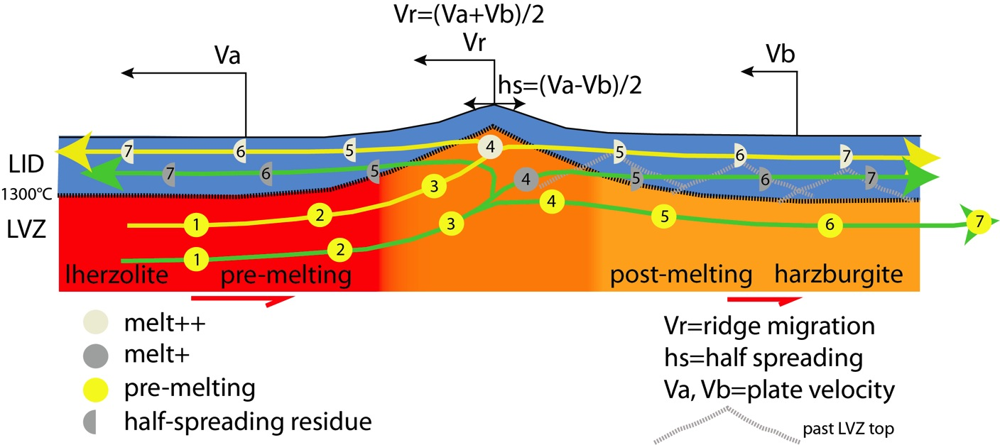 Vr=(Va+Vb)/2
Va
Vr
Vb
hs=(Va-Vb)/2
7 6 5 4 5 6 7
LID
7 6 5 4 5 6 7
1300°C
3 4
LVZ
1 2 3 5 6 7
1 2
lherzolite pre-melting post-melting harzburgite
melt++
melt+
pre-melting
half-spreading residue
Vr=ridge migration
hs=half spreading
Va, Vb=plate velocity
past LVZ top